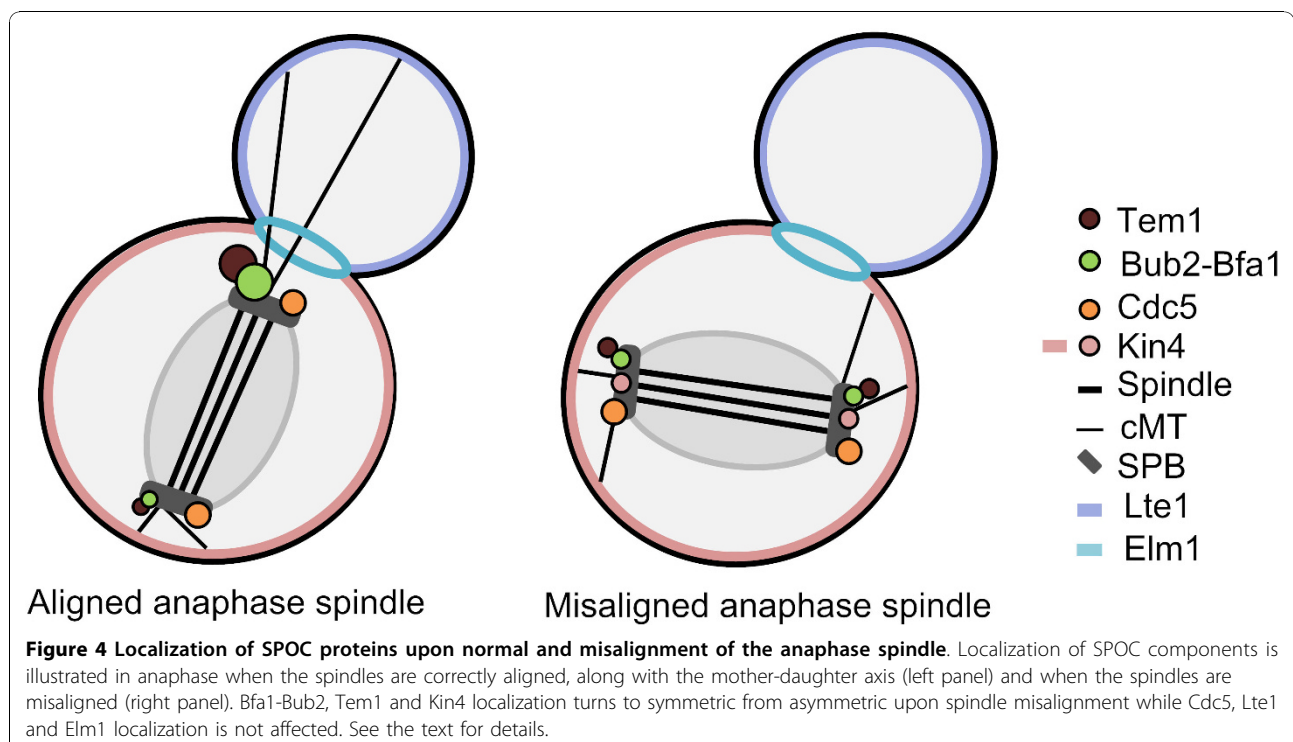 Tem1
Bub2-Bfa1
Cdc5
Kin4
Spindle
cMT
SPB
Lte1
Elm1
Aligned anaphase spindle
Misaligned anaphase spindle
Figure 4 Localization of SPOC proteins upon normal and misalignment of the anaphase spindle. Localization of SPOC components is
illustrated in anaphase when the spindles are correctly aligned, along with the mother-daughter axis (left panel) and when the spindles are
misaligned (right panel). Bfa1-Bub2, Tem1 and Kin4 localization turns to symmetric from asymmetric upon spindle misalignment while Cdc5, Lte1
and Elm1 localization is not affected. See the text for details.